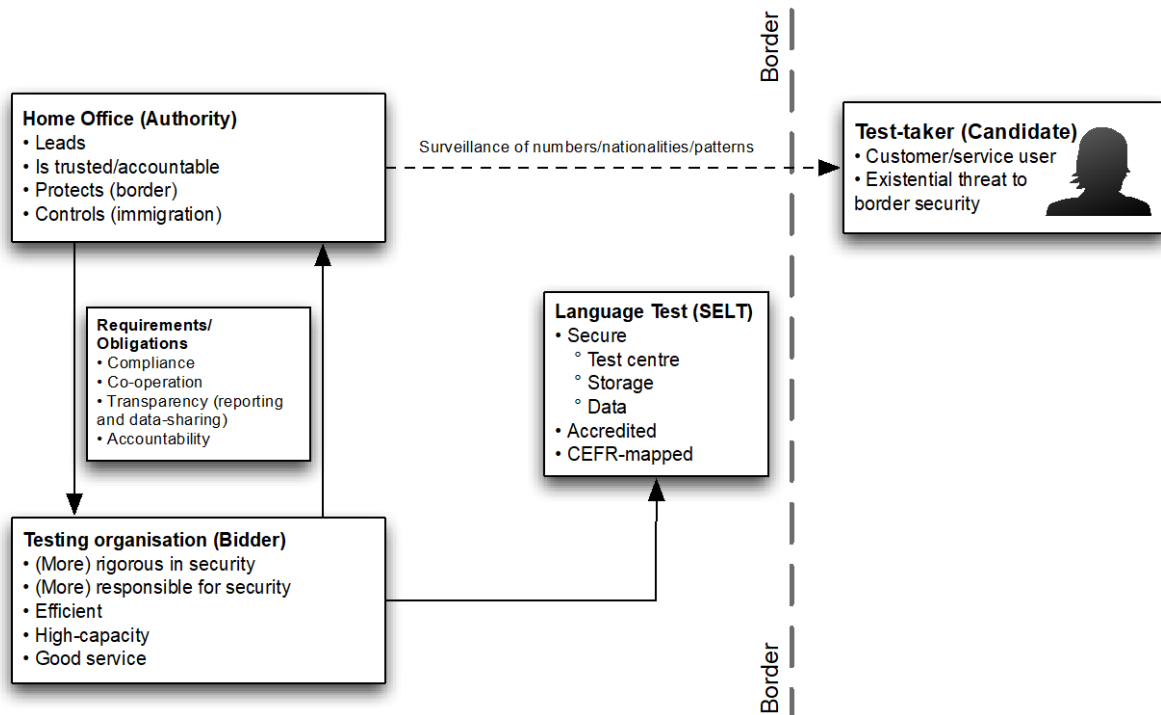 Border
Home Office (Authority)
• Leads
• Is trusted/accountable
• Protects (border)
• Controls (immigration)
Surveillance of numbers/nationalities/patterns
Test-taker (Candidate)
• Customer/service user
• Existential threat to
border security
Requirements/
Obligations
• Compliance
• Co-operation
• Transparency (reporting
and data-sharing)
• Accountability
Language Test (SELT)
• Secure
° Test centre
° Storage
° Data
• Accredited
• CEFR-mapped
Testing organisation (Bidder)
• (More) rigorous in security
• (More) responsible for security
• Efficient
• High-capacity
• Good service
Border